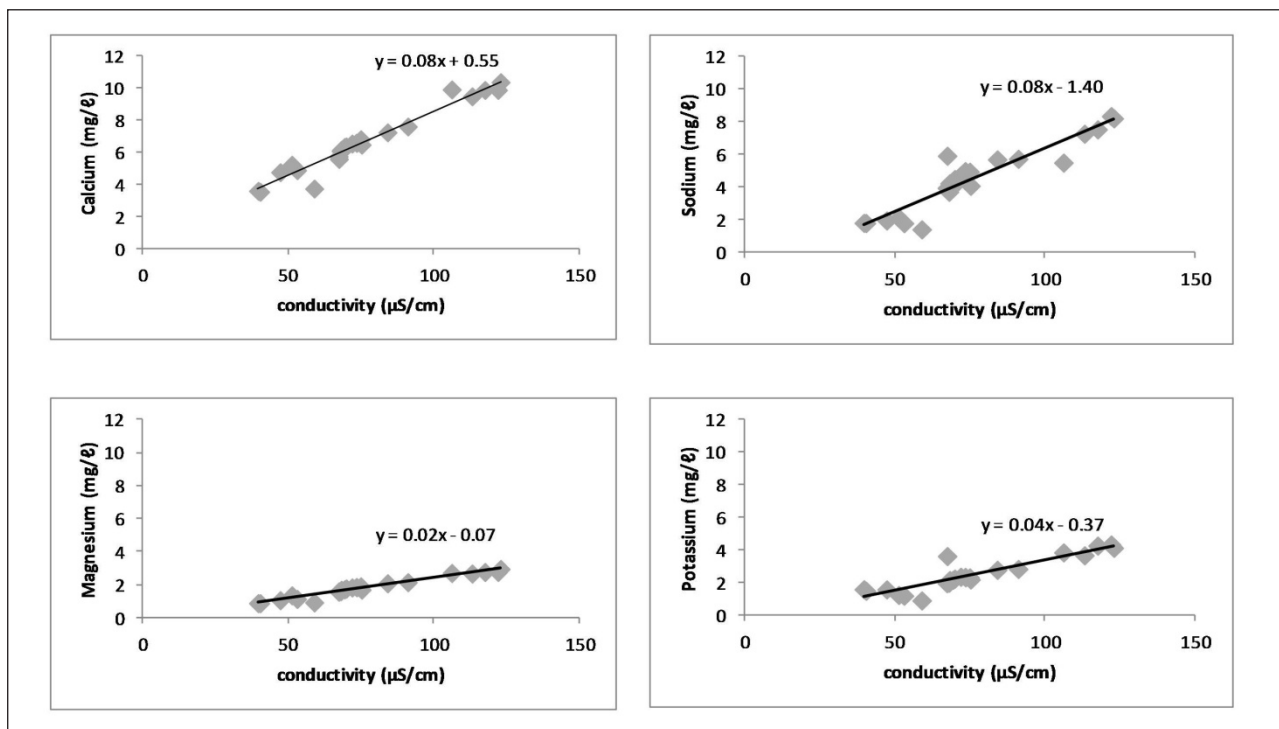 12
10
8
6
4
2
0
Calcium (mg/ℓ)
y = 0.08x + 0.55
0 50 100 150
conductivity (µS/cm)
12
10
8
6
4
2
0
Sodium (mg/ℓ)
y = 0.08x - 1.40
0 50 100 150
conductivity (µS/cm)
12
10
8
6
4
2
0
Magnesium (mg/ℓ)
y = 0.02x - 0.07
0 50 100 150
conductivity (µS/cm)
12
10
8
6
4
2
0
Potassium (mg/ℓ)
y = 0.04x - 0.37
0 50 100 150
conductivity (µS/cm)